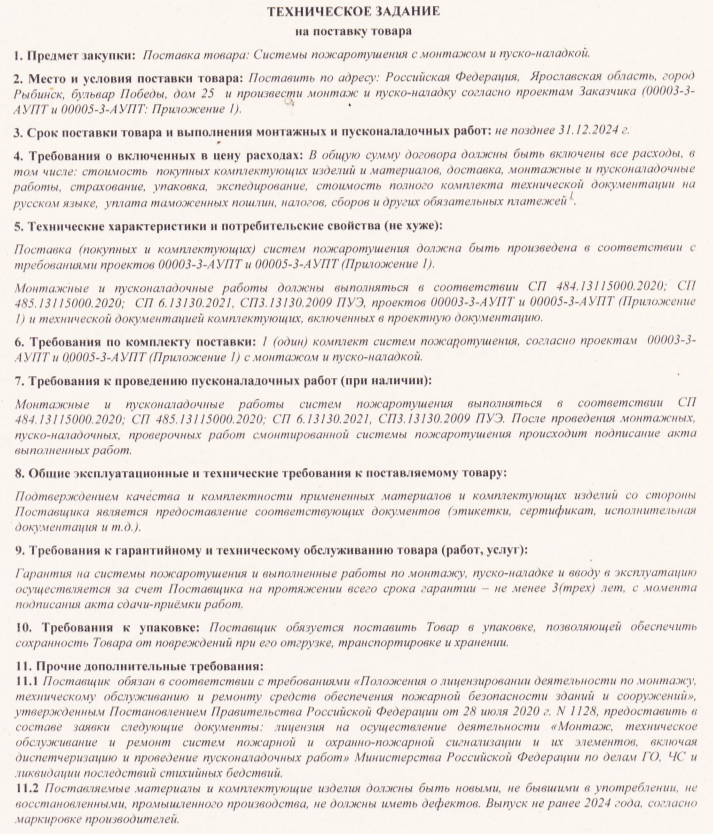 ТЕХНИЧЕСКОЕ ЗАДАНИЕ
на поставку товара
1. Предмет закупки: Поставка товара: Системы пожаротушения с монтажом и пуско-наладкой.
2. Место и условия поставки товара: Поставить по адресу: Российская Федерация, Ярославская область, город
Рыбинск, бульвар Победы, дом 25 и произвести монтаж и пуско-наладку согласно проектам Заказчика (00003-3-
АУПТ и 00005-3-АУПТ: Приложение 1).
3. Срок поставки товара и выполнения монтажных и пусконаладочных работ: не позднее 31.12.2024 г.
4. Требования о включенных в цену расходах: В общую сумму договора должны быть включены все расходы, в
том числе: стоимость покупных комплектующих изделий и материалов, доставка, монтажные и пусконаладочные
работы, страхование, упаковка, экспедирование, стоимость полного комплекта технической документации на
русском языке, уплата таможенных пошлин, налогов, сборов и других обязательных платежей.
5. Технические характеристики и потребительские свойства (не хуже):
Поставка (покупных и комплектующих) систем пожаротушения должна быть произведена в соответствии с
требованиями проектов 00003-3-АУПТ и 00005-3-АУПТ (Приложение 1).
Монтажные и пусконаладочные работы должны выполняться в соответствии СП 484.13115000.2020; СП
485.13115000.2020; СП 6.13130.2021, СП3.13130.2009 ПУЭ, проектов 00003-3-АУПТ и 00005-3-АУПТ (Приложение
1) и технической документацией комплектующих, включенных в проектную документацию.
6. Требования по комплекту поставки: 1 (один) комплект систем пожаротушения, согласно проектам 00003-3-
АУПТ и 00005-3-АУПТ (Приложение 1) с монтажом и пуско-наладкой.
7. Требования к проведению пусконаладочных работ (при наличии):
Монтажные и пусконаладочные работы систем пожаротушения выполняться в соответствии СП
484.13115000.2020; СП 485.13115000.2020; СП 6.13130.2021, СП3.13130.2009 ПУЭ. После проведения монтажных,
пуско-наладочных, проверочных работ смонтированной системы пожаротушения происходит подписание акта
выполненных работ.
8. Общие эксплуатационные и технические требования к поставляемому товару:
Подтверждением качества и комплектности примененных материалов и комплектующих изделий со стороны
Поставщика является предоставление соответствующих документов (этикетки, сертификат, исполнительная
документация и т.д.).
9. Требования к гарантийному и техническому обслуживанию товара (работ, услуг):
Гарантия на системы пожаротушения и выполненные работы по монтажу, пуско-наладке и вводу в эксплуатацию
осуществляется за счет Поставщика на протяжении всего срока гарантии – не менее 3(трех) лет, с момента
подписания акта сдачи-приёмки работ.
10. Требования к упаковке: Поставщик обязуется поставить Товар в упаковке, позволяющей обеспечить
сохранность Товара от повреждений при его отгрузке, транспортировке и хранении.
11. Прочие дополнительные требования:
11.1 Поставщик обязан в соответствии с требованиями «Положения о лицензировании деятельности по монтажу,
техническому обслуживанию и ремонту средств обеспечения пожарной безопасности зданий и сооружений»,
утвержденным Постановлением Правительства Российской Федерации от 28 июля 2020 г. N 1128, предоставить в
составе заявки следующие документы: лицензия на осуществление деятельности «Монтаж, техническое
обслуживание и ремонт систем пожарной и охранно-пожарной сигнализации и их элементов, включая
диспетчеризацию и проведение пусконаладочных работ» Министерства Российской Федерации по делам ГО, ЧС и
ликвидации последствий стихийных бедствий.
11.2 Поставляемые материалы и комплектующие изделия должны быть новыми, не бывшими в употреблении, не
восстановленными, промышленного производства, не должны иметь дефектов. Выпуск не ранее 2024 года, согласно
маркировке производителей.